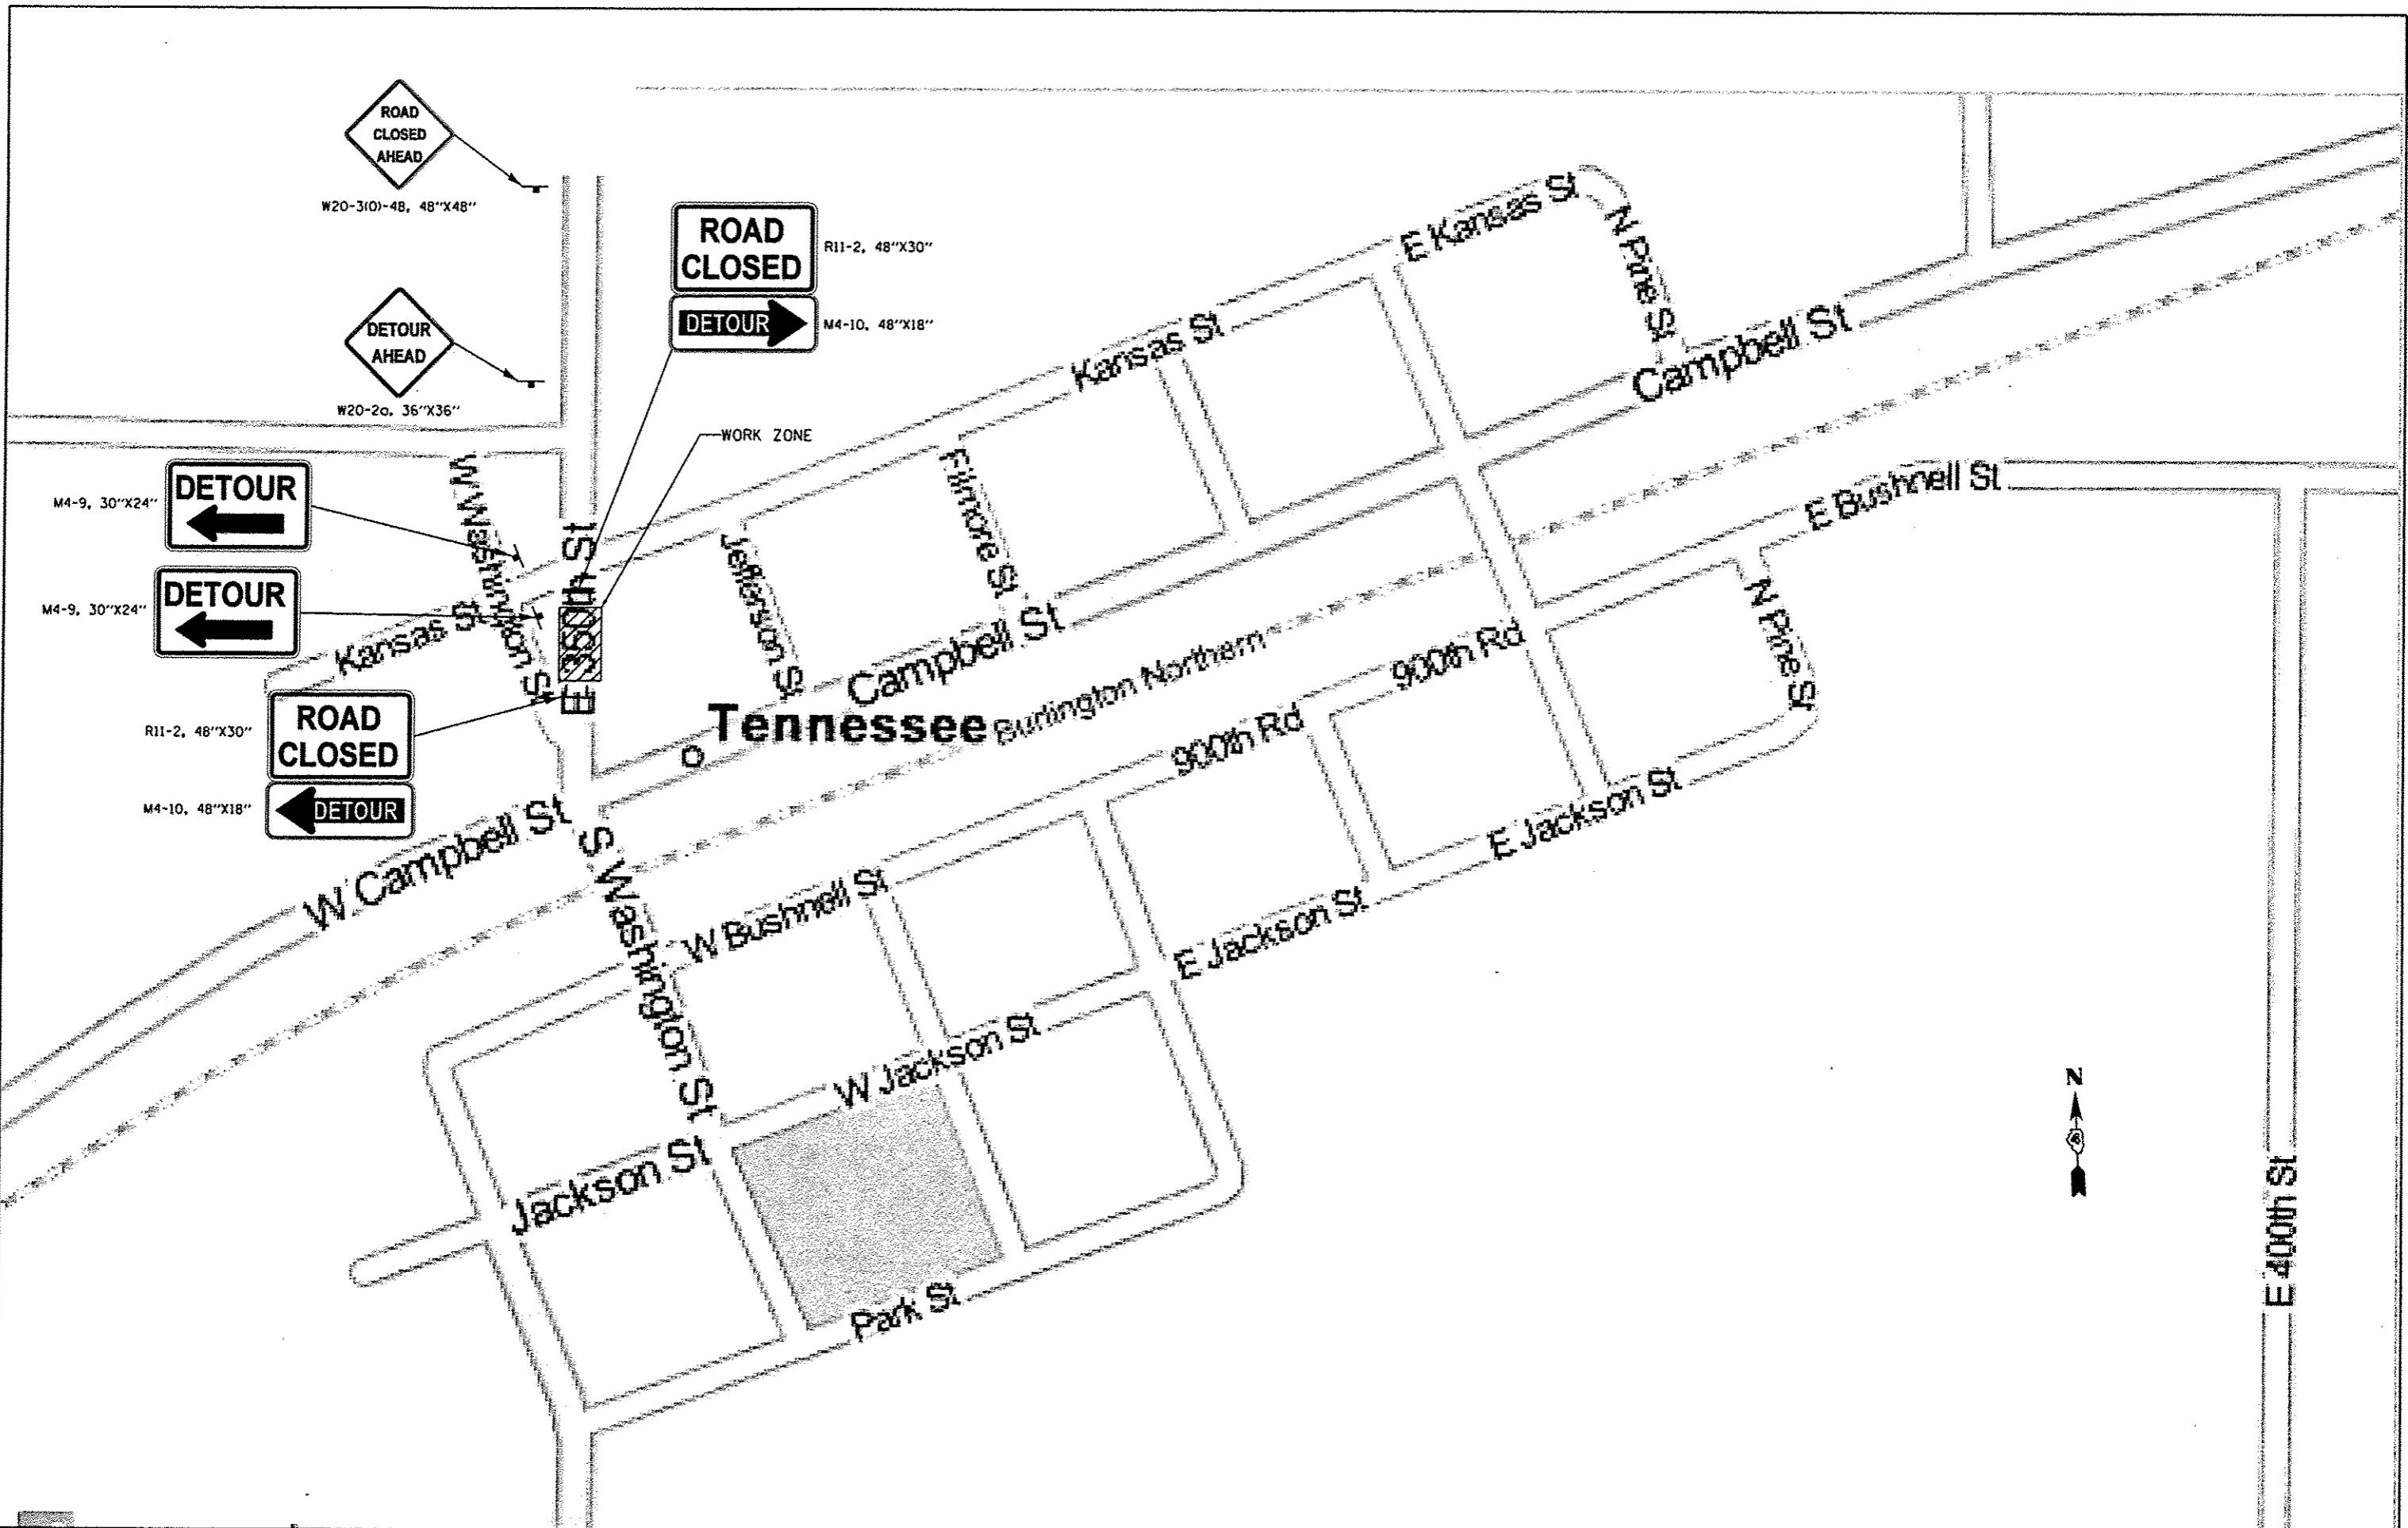 ROAD
CLOSED
AHEAD
W20-3(O)-48, 48"X48"
DETOUR
AHEAD
W20-2a, 36"X36"
ROAD
CLOSED
R11-2, 48"X30"
DETOUR
M4-10, 48"X18"
WORK ZONE
DETOUR
M4-9, 30"X24"
DETOUR
M4-9, 30"X24"
ROAD
CLOSED
R11-2, 48"X30"
DETOUR
M4-10, 48"X18"
E Kansas St
N Pine St
Kansas St
Campbell St
W Washington St
E 350th St
Fillmore St
Jefferson St
E Bushnell St
Kansas St
Campbell St
N Pine St
Tennessee
Burlington Northern
900th Rd
900th Rd
W Campbell St
S Washington St
W Bushnell St
E Jackson St
E Jackson St
W Jackson St
Jackson St
Park St
N
E 400th St